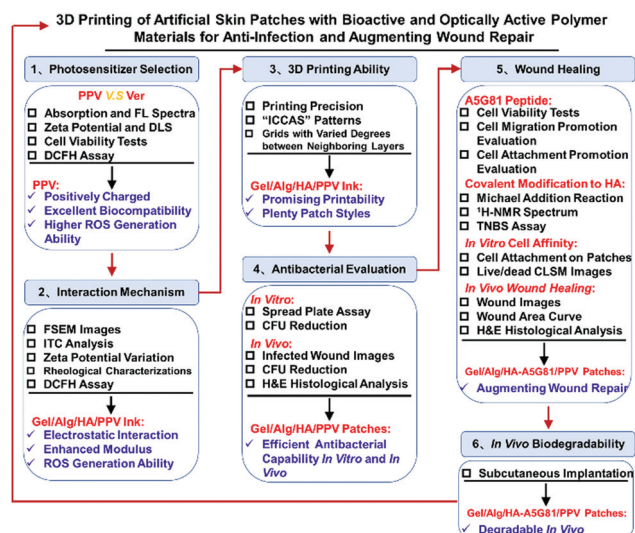 3D Printing of Artificial Skin Patches with Bioactive and Optically Active Polymer
Materials for Anti-Infection and Augmenting Wound Repair
1、Photosensitizer Selection
PPV V.S Ver
Absorption and FL Spectra
Zeta Potential and DLS
Cell Viability Tests
DCFH Assay
PPV:
✓ Positively Charged
✓ Excellent Biocompatibility
✓ Higher ROS Generation
Ability
2、Interaction Mechanism
FSEM Images
ITC Analysis
Zeta Potential Variation
Rheological Characterizations
DCFH Assay
Gel/Alg/HA/PPV Ink:
✓ Electrostatic Interaction
✓ Enhanced Modulus
✓ ROS Generation Ability
3、3D Printing Ability
Printing Precision
“ICCAS” Patterns
Grids with Varied Degrees
between Neighboring Layers
Gel/Alg/HA/PPV Ink:
✓ Promising Printability
✓ Plenty Patch Styles
4、Antibacterial Evaluation
In Vitro:
Spread Plate Assay
CFU Reduction
In Vivo:
Infected Wound Images
CFU Reduction
H&E Histological Analysis
Gel/Alg/HA/PPV Patches:
✓ Efficient Antibacterial
Capability In Vitro and In
Vivo
5、Wound Healing
A5G81 Peptide:
Cell Viability Tests
Cell Migration Promotion
Evaluation
Cell Attachment Promotion
Evaluation
Covalent Modification to HA:
Michael Addition Reaction
¹H-NMR Spectrum
TNBS Assay
In Vitro Cell Affinity:
Cell Attachment on Patches
Live/dead CLSM Images
In Vivo Wound Healing:
Wound Images
Wound Area Curve
H&E Histological Analysis
Gel/Alg/HA-A5G81/PPV Patches:
✓ Augmenting Wound Repair
6、In Vivo Biodegradability
Subcutaneous Implantation
Gel/Alg/HA-A5G81/PPV Patches:
✓ Degradable In Vivo